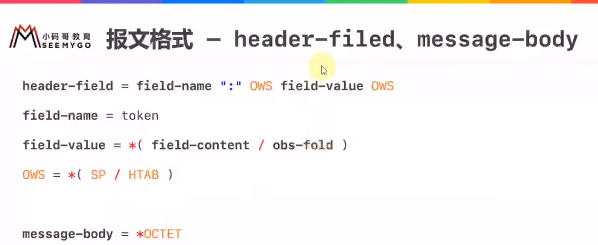 小码哥教育
SEEMYGO
报文格式 — header-filed、message-body
header-field = field-name ":" OWS field-value OWS
field-name = token
field-value = *( field-content / obs-fold )
OWS = *( SP / HTAB )
message-body = *OCTET